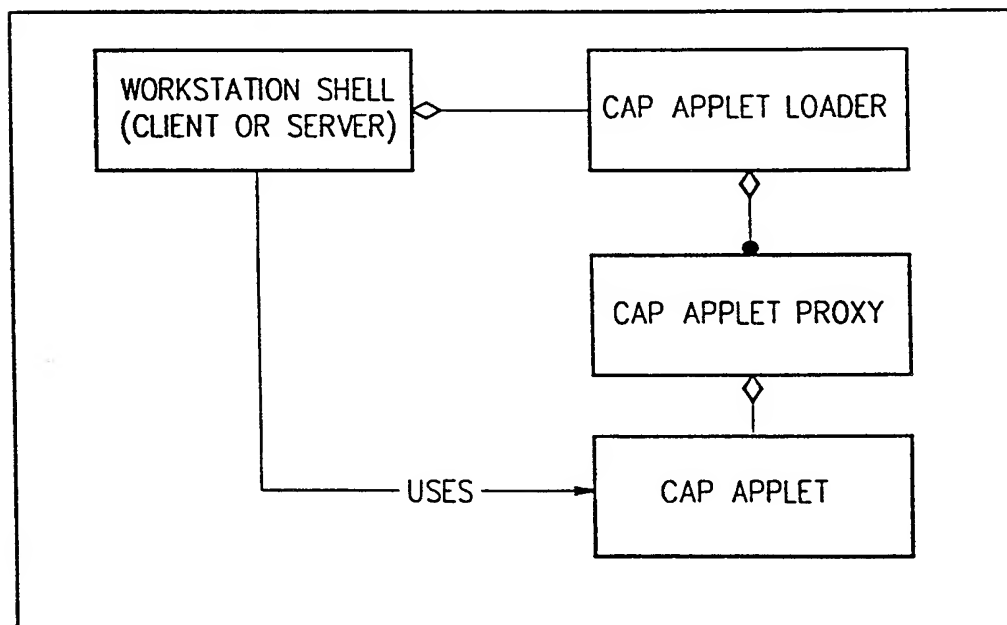 WORKSTATION SHELL
(CLIENT OR SERVER)
CAP APPLET LOADER
CAP APPLET PROXY
USES
CAP APPLET